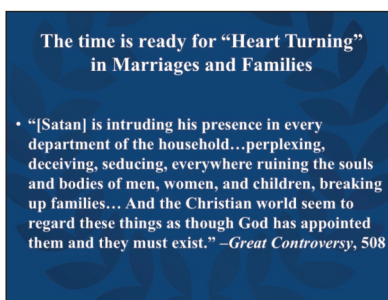 The time is ready for “Heart Turning”
in Marriages and Families
• “[Satan] is intruding his presence in every
department of the household…perplexing,
deceiving, seducing, everywhere ruining the souls
and bodies of men, women, and children, breaking
up families… And the Christian world seem to
regard these things as though God has appointed
them and they must exist.” –Great Controversy, 508